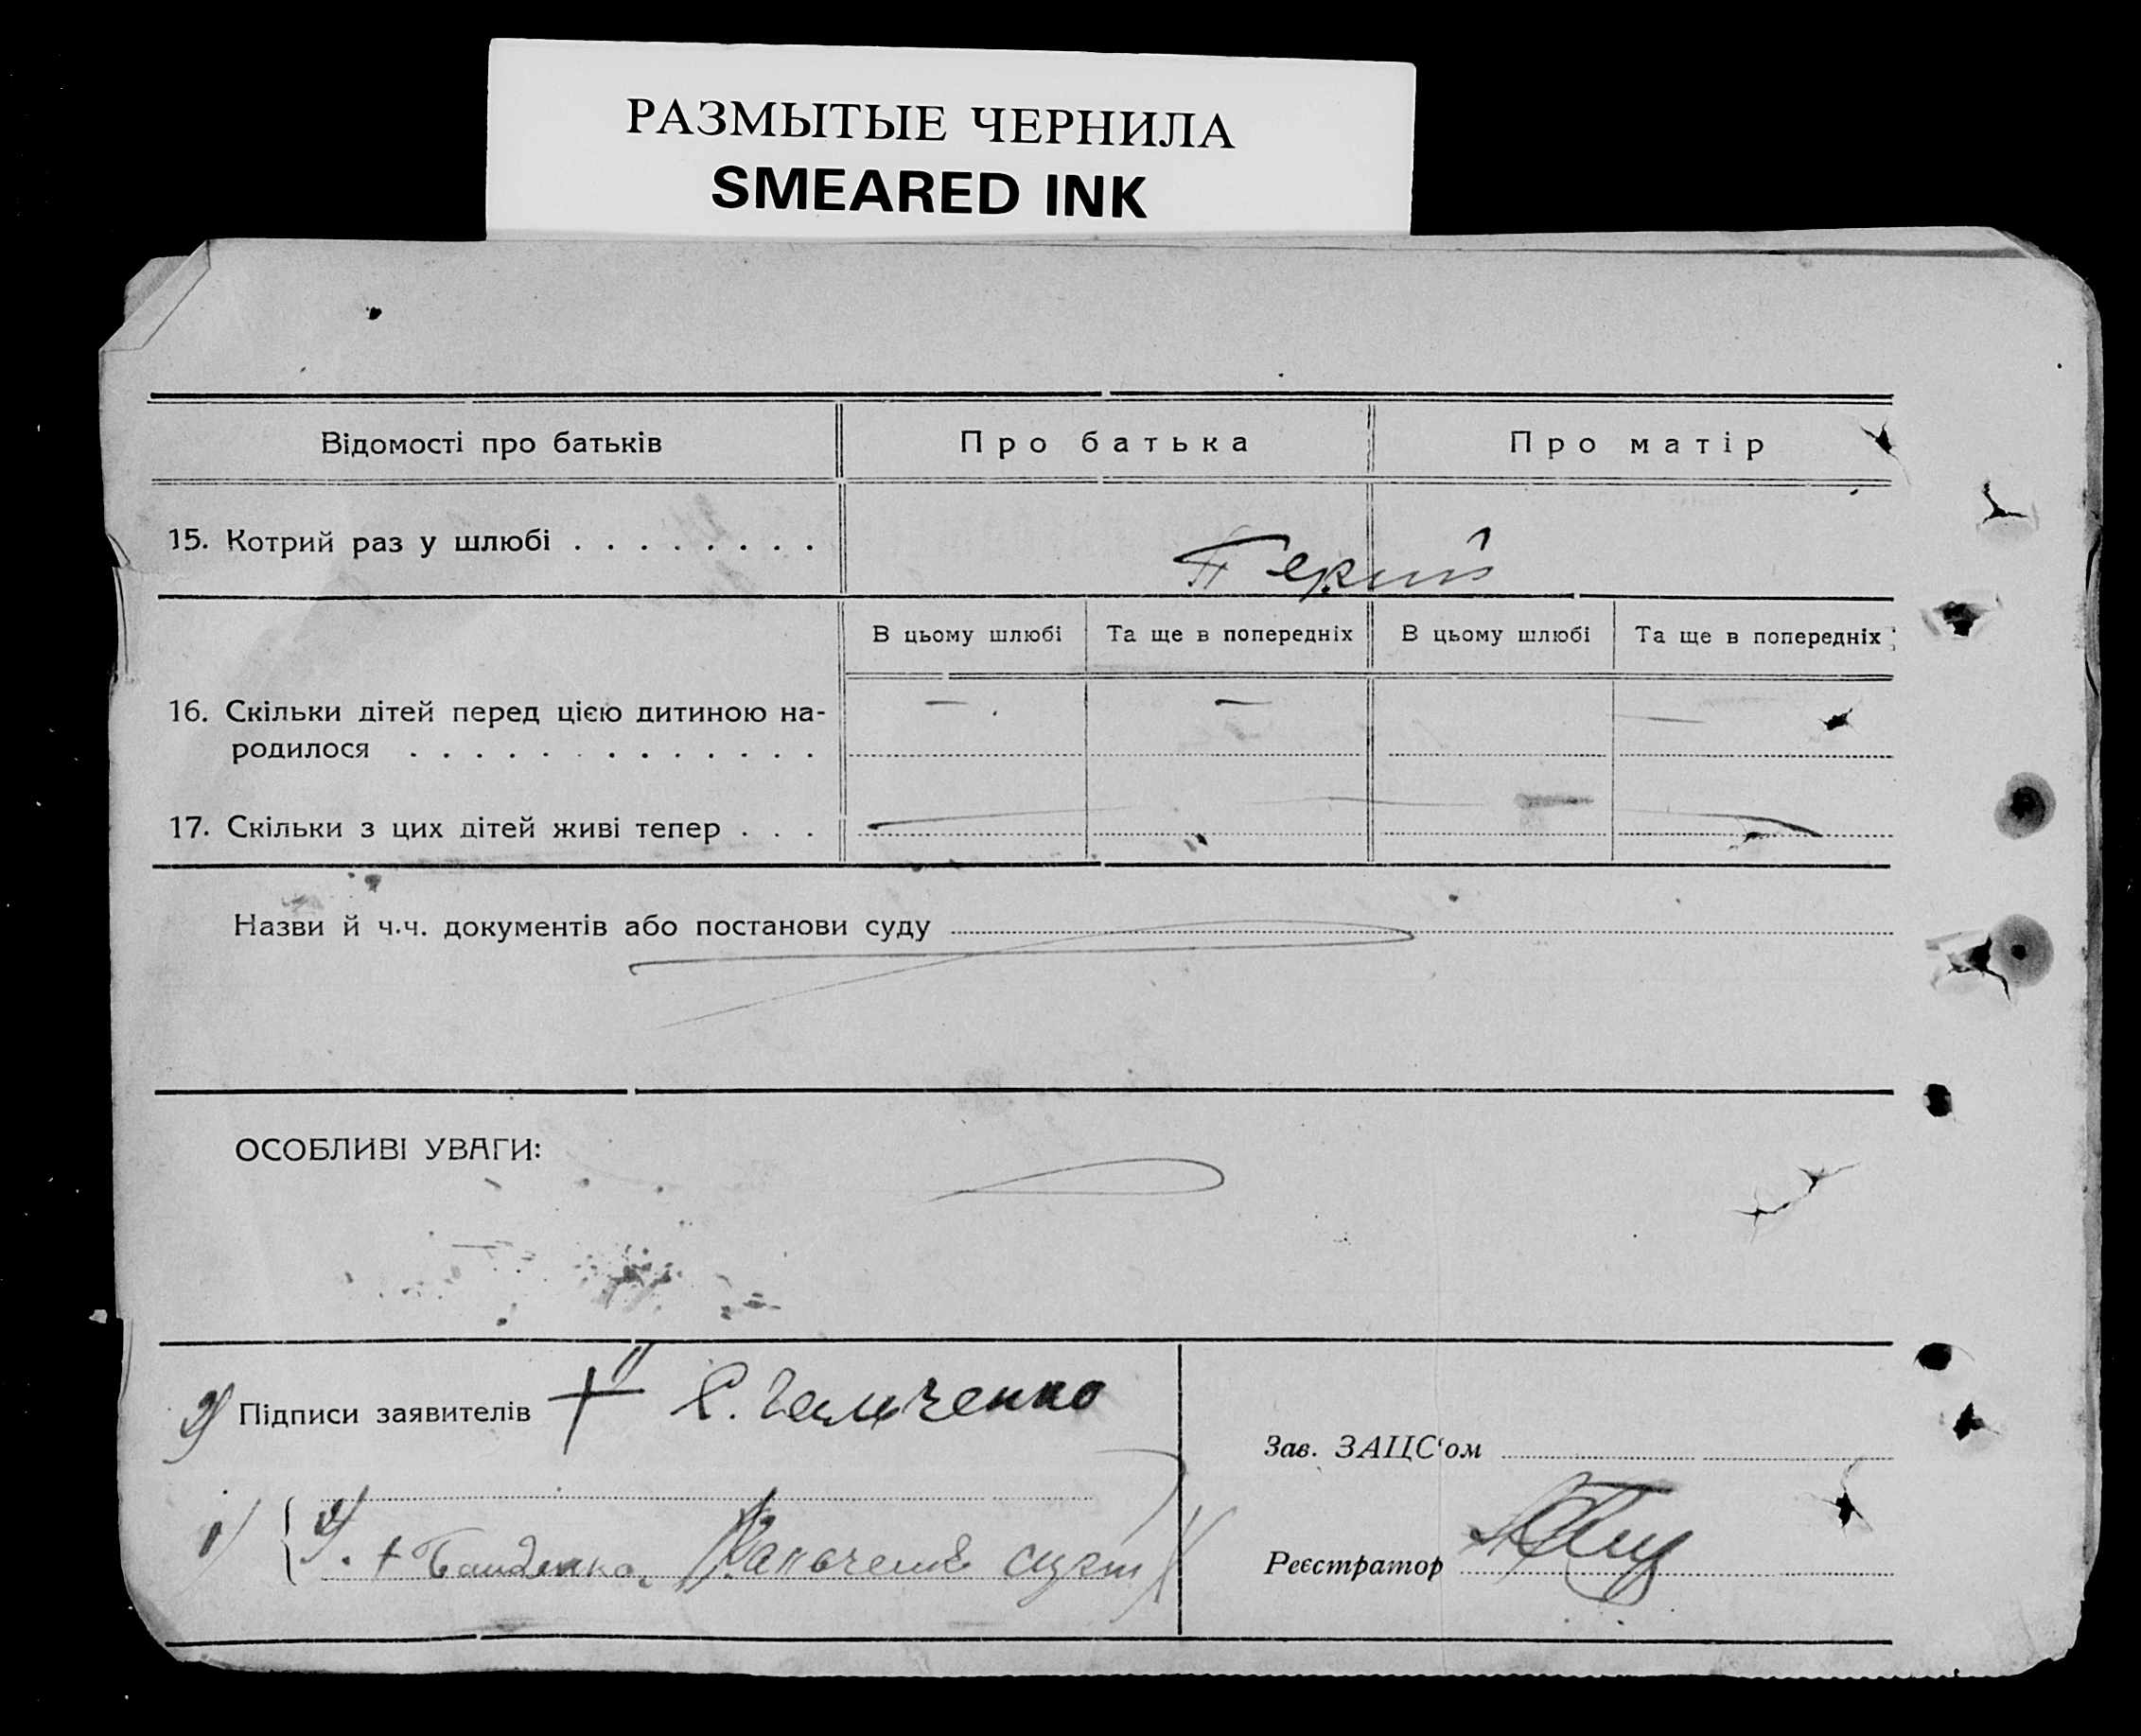 РАЗМЫТЫЕ ЧЕРНИЛА
SMEARED INK
Відомості про батьків Про батька Про матір
15. Котрий раз у шлюбі . . . . . . . .
В цьому шлюбі Та ще в попередніх В цьому шлюбі Та ще в попередніх
16. Скільки дітей перед цією дитиною на-
родилося . . . . . . . . . . . . .
17. Скільки з цих дітей живі тепер . . .
Назви й ч.ч. документів або постанови суду
ОСОБЛИВІ УВАГИ:
Підписи заявителів +
Зав. ЗАЦС‘ом
Реєстратор